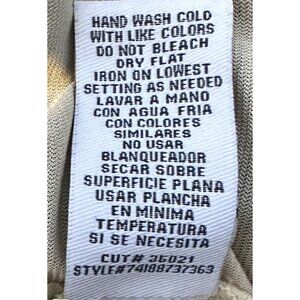 HAND WASH COLD
WITH LIKE COLORS
DO NOT BLEACH
DRY FLAT
IRON ON LOWEST
SETTING AS NEEDED
LAVAR A MANO
CON AGUA FRIA
CON COLORES
SIMILARES
NO USAR
BLANQUEADOR
SECAR SOBRE
SUPERFICIE PLANA
USAR PLANCHA
EN MINIMA
TEMPERATURA
SI SE NECESITA
CUT# 35021
STYLE#74188737363